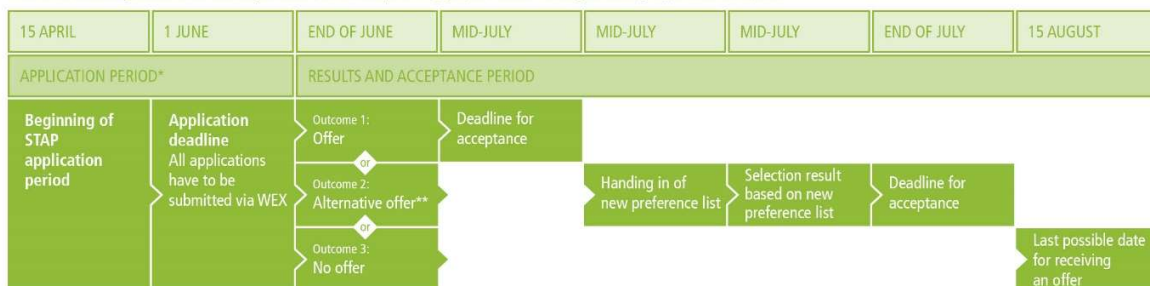 15 APRIL
1 JUNE
END OF JUNE
MID-JULY
MID-JULY
MID-JULY
END OF JULY
15 AUGUST
APPLICATION PERIOD*
RESULTS AND ACCEPTANCE PERIOD
Beginning of
STAP
application
period
Application
deadline
All applications
have to be
submitted via WEX
Outcome 1:
Offer
or
Outcome 2:
Alternative offer**
or
Outcome 3:
No offer
Deadline for
acceptance
Handing in of
new preference list
Selection result
based on new
preference list
Deadline for
acceptance
Last possible date
for receiving
an offer